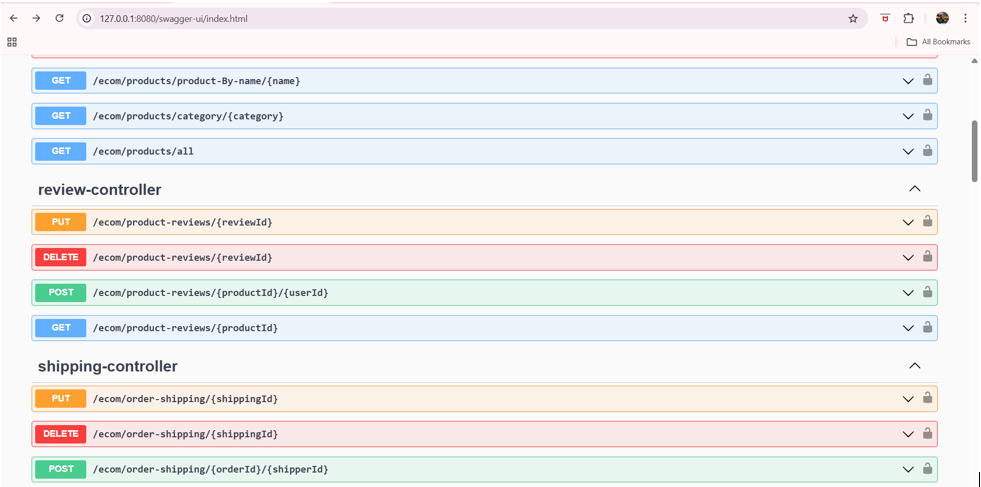 127.0.0.1:8080/swagger-ui/index.html
All Bookmarks
GET /ecom/products/product-By-name/{name}
GET /ecom/products/category/{category}
GET /ecom/products/all
review-controller
PUT /ecom/product-reviews/{reviewId}
DELETE /ecom/product-reviews/{reviewId}
POST /ecom/product-reviews/{productId}/{userId}
GET /ecom/product-reviews/{productId}
shipping-controller
PUT /ecom/order-shipping/{shippingId}
DELETE /ecom/order-shipping/{shippingId}
POST /ecom/order-shipping/{orderId}/{shipperId}